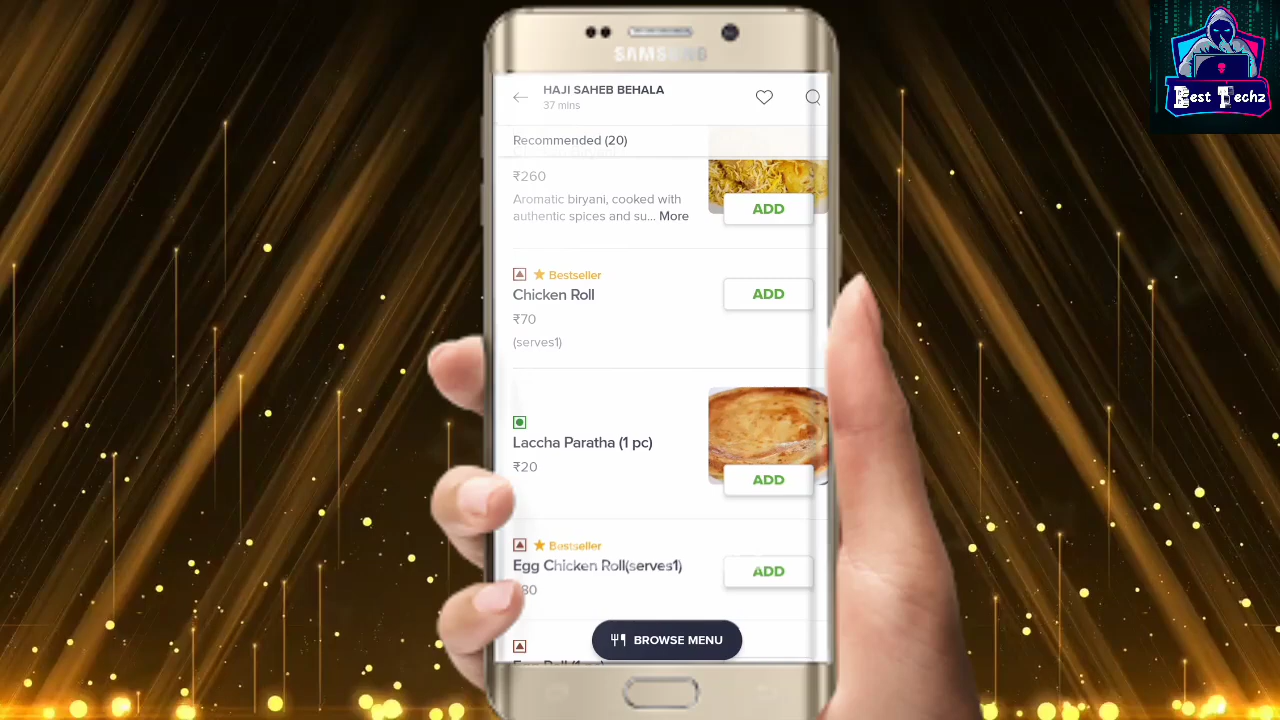 SAMSUNG
HAJI SAHEB BEHALA
37 mins
Recommended (20)
₹260
Aromatic biryani, cooked with
authentic spices and su... More
ADD
Bestseller
Chicken Roll
ADD
₹70
(serves1)
Laccha Paratha (1 pc)
₹20
ADD
Bestseller
Egg Chicken Roll(serves1)
ADD
80
BROWSE MENU
Best Techz